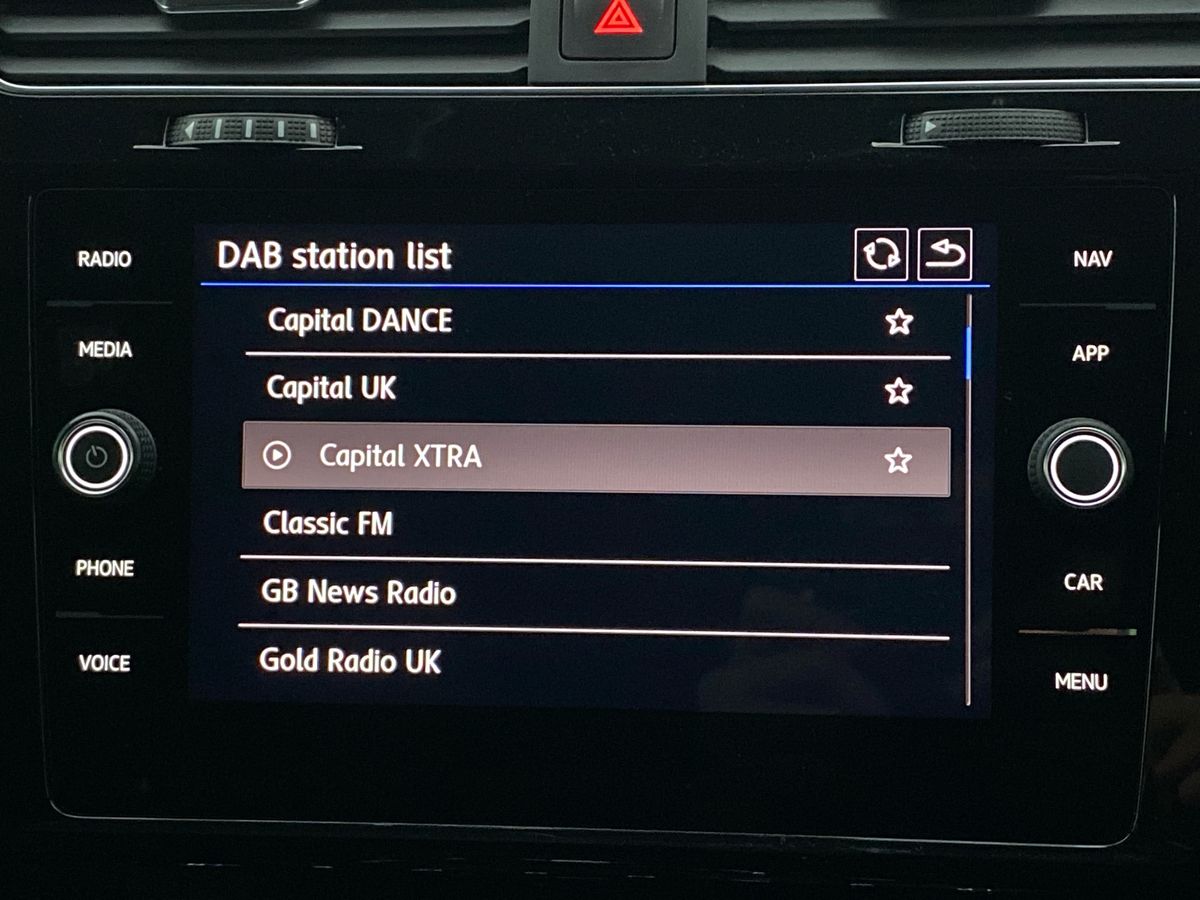 DAB station list
RADIO
MEDIA
PHONE
VOICE
Capital DANCE
Capital UK
Capital XTRA
Classic FM
GB News Radio
Gold Radio UK
NAV
APP
CAR
MENU